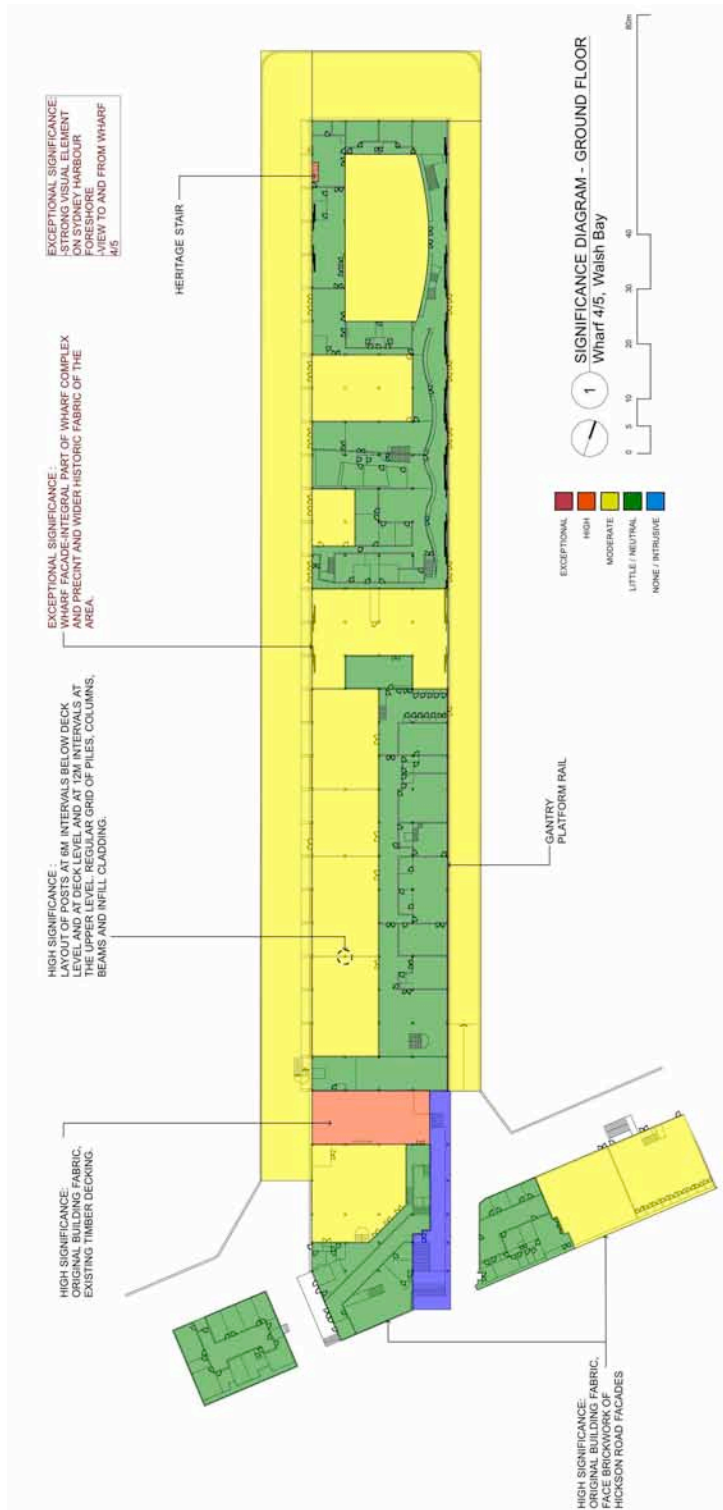 HIGH SIGNIFICANCE:
ORIGINAL BUILDING FABRIC,
EXISTING TIMBER DECKING.
HIGH SIGNIFICANCE :
LAYOUT OF POSTS AT 6M INTERVALS BELOW DECK
LEVEL AND AT DECK LEVEL AND AT 12M INTERVALS AT
THE UPPER LEVEL. REGULAR GRID OF PILES, COLUMNS,
BEAMS AND INFILL CLADDING.
EXCEPTIONAL SIGNIFICANCE :
WHARF FACADE-INTEGRAL PART OF WHARF COMPLEX
AND PRECINT AND WIDER HISTORIC FABRIC OF THE
AREA.
EXCEPTIONAL SIGNIFICANCE:
-STRONG VISUAL ELEMENT
ON SYDNEY HARBOUR
FORESHORE
-VIEW TO AND FROM WHARF
4/5
HERITAGE STAIR
GANTRY
PLATFORM RAIL
HIGH SIGNIFICANCE:
ORIGINAL BUILDING FABRIC,
FACE BRICKWORK OF
HICKSON ROAD FACADES
EXCEPTIONAL
HIGH
MODERATE
LITTLE / NEUTRAL
NONE / INTRUSIVE
1
SIGNIFICANCE DIAGRAM - GROUND FLOOR
Wharf 4/5, Walsh Bay
0 5 10 20 30 40 80m